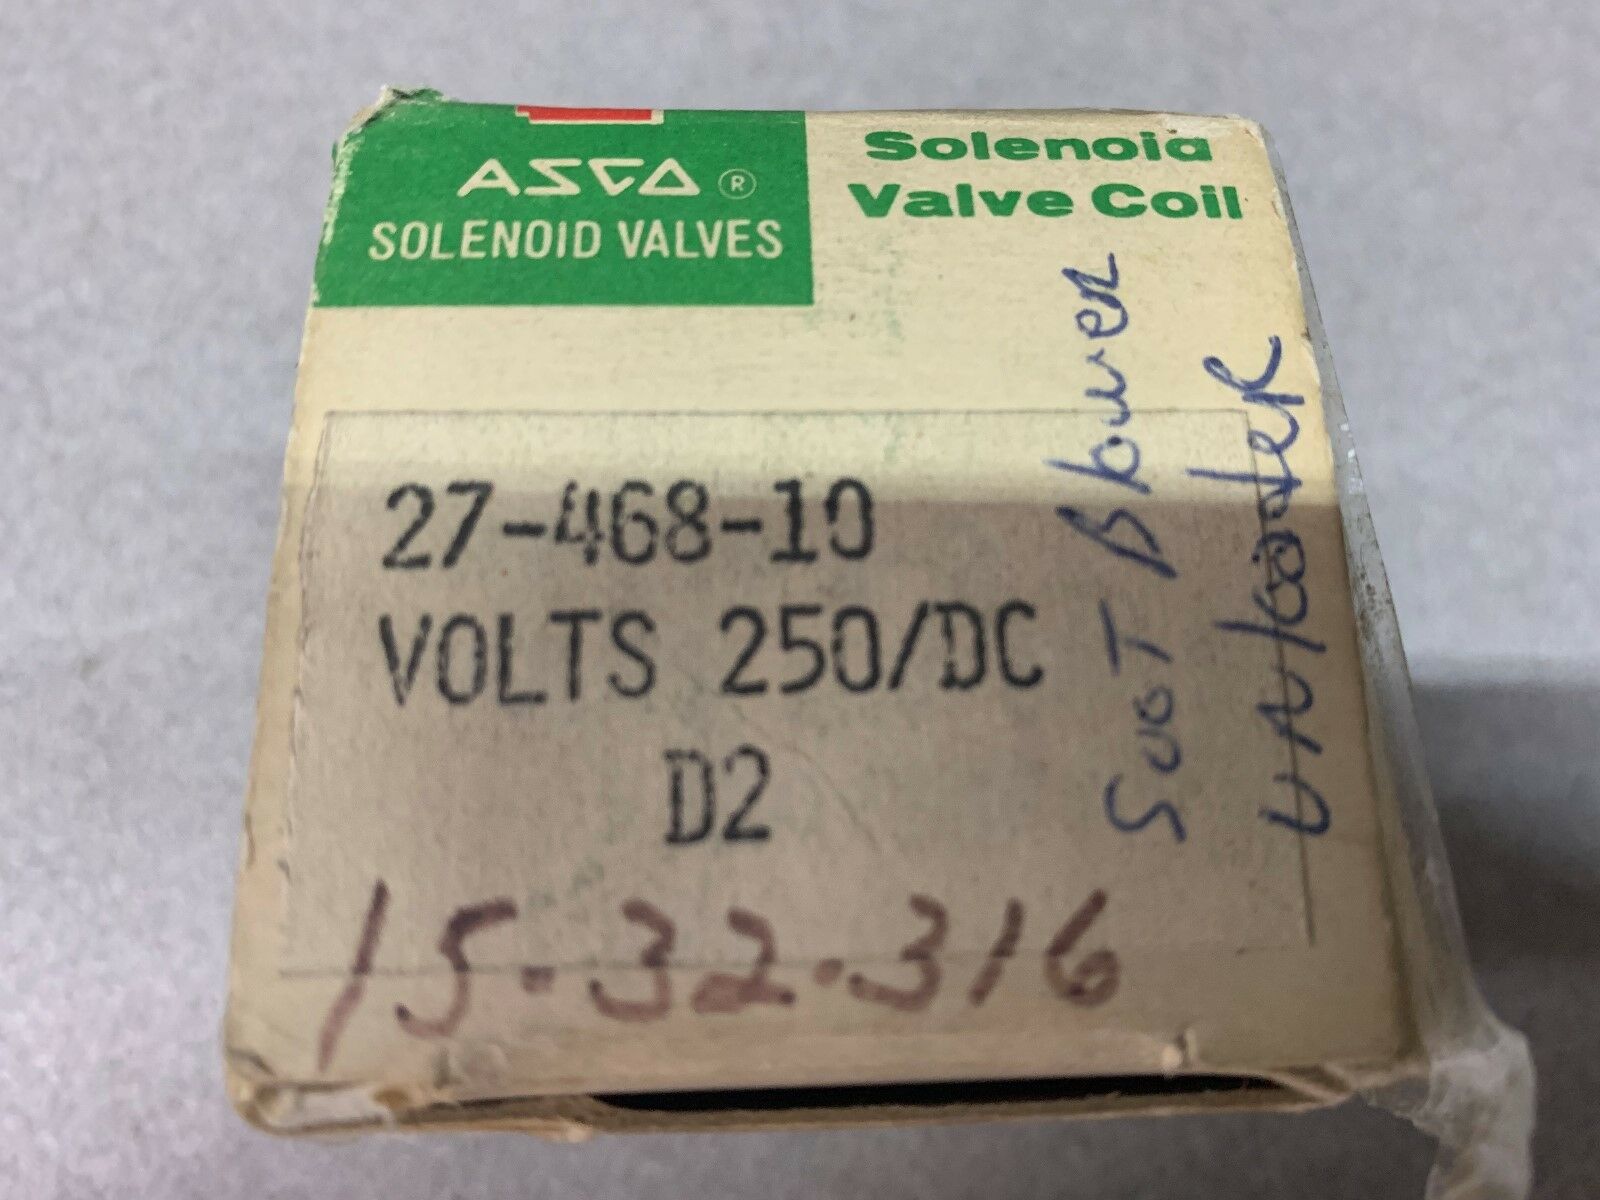 ASCO ®
SOLENOID VALVES
Solenoid
Valve Coil
27-468-10
VOLTS 250/DC
D2
15-32-316
SOOT Blower
UNloader